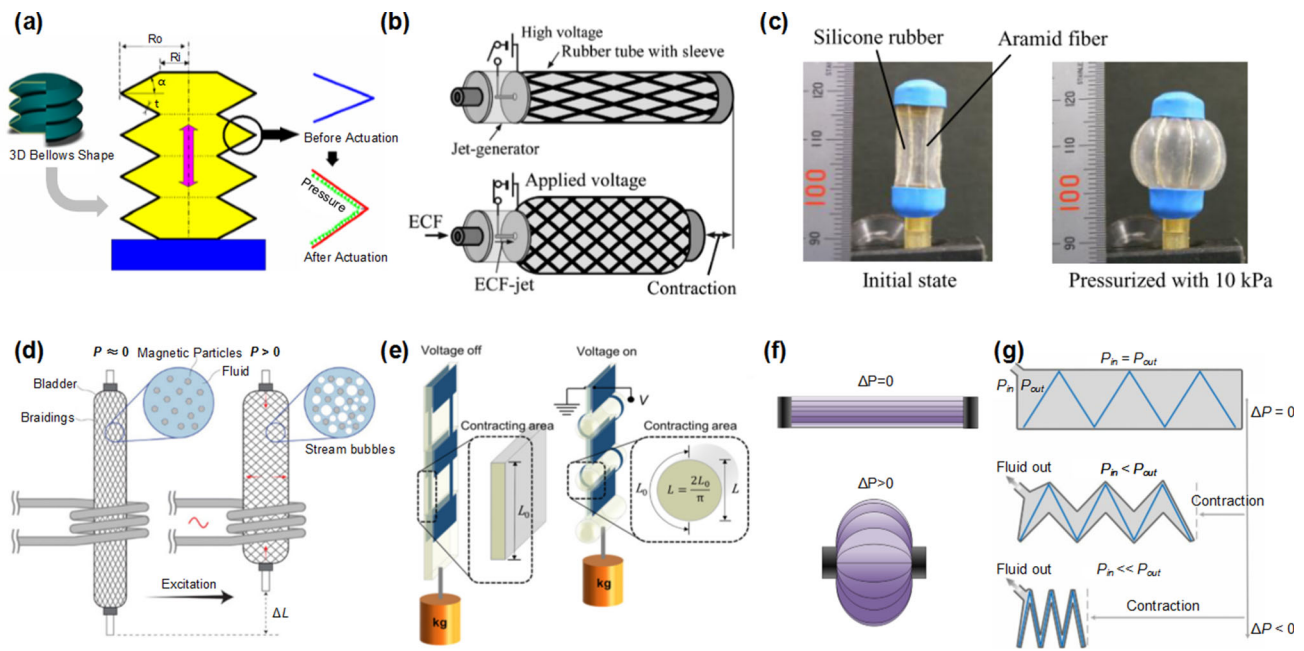 (a)
Ro
Ri
α
t
3D Bellows Shape
Before Actuation
Pressure
After Actuation
(b)
High voltage
Rubber tube with sleeve
Jet-generator
Applied voltage
ECF
ECF-jet
Contraction
(c)
Silicone rubber
Aramid fiber
120
110
100
90
120
110
100
90
Initial state
Pressurized with 10 kPa
(d)
P ≈ 0
Magnetic Particles
P > 0
Fluid
Bladder
Braidings
Stream bubbles
Excitation
ΔL
(e)
Voltage off
Voltage on
V
Contracting area
Contracting area
L₀
L₀
L = 2L₀/π
L
kg
kg
(f)
ΔP=0
ΔP>0
(g)
Pin = Pout
Pin Pout
ΔP = 0
Fluid out
Pin < Pout
Contraction
Fluid out
Pin << Pout
Contraction
ΔP < 0